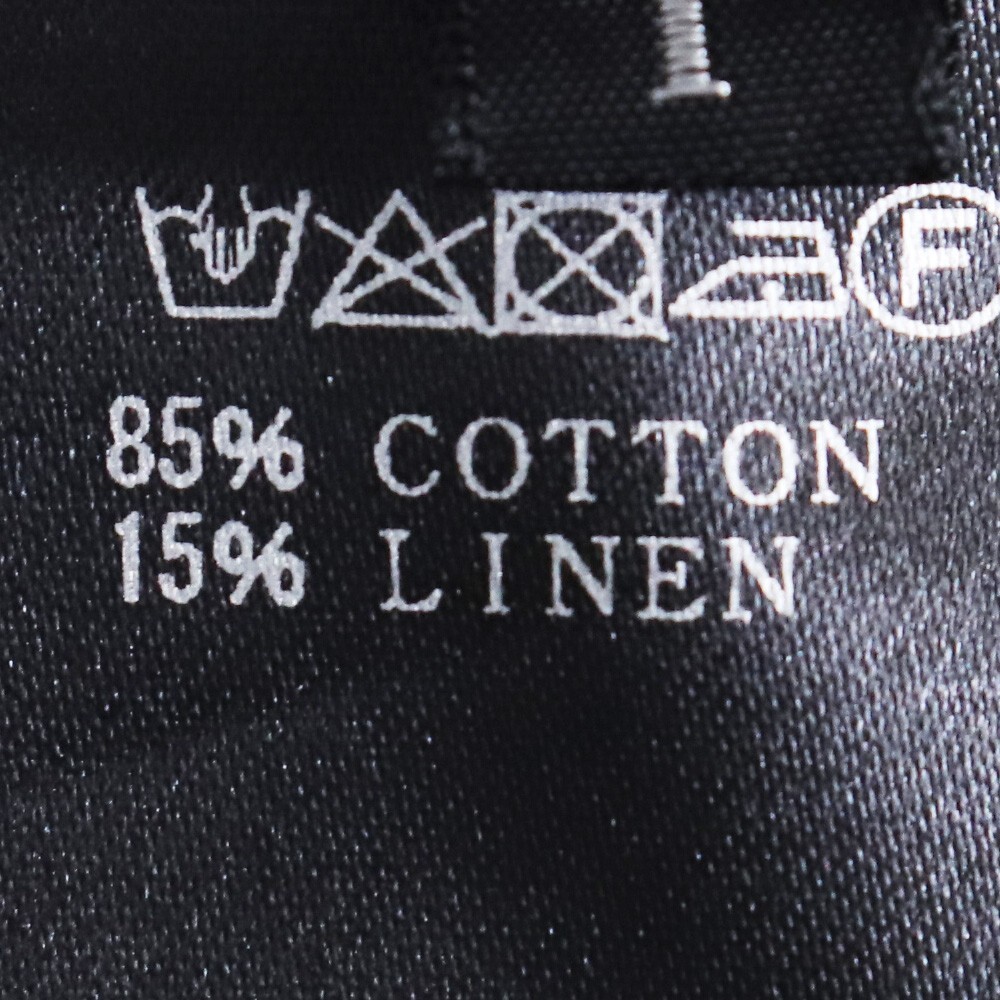 F
85% COTTON
15% LINEN